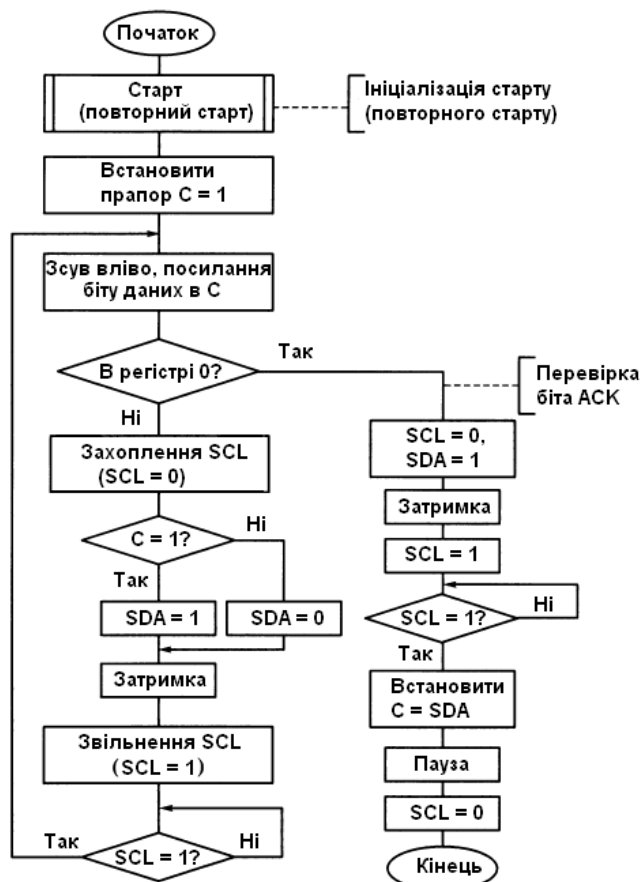 Початок
Старт
(повторний старт)
Ініціалізація старту
(повторного старту)
Встановити
прапор C = 1
Зсув вліво, посилання
біту даних в С
В регістрі 0?
Так
Ні
Перевірка
біта ACK
Захоплення SCL
(SCL = 0)
C = 1?
Ні
Так
SDA = 1
SDA = 0
Затримка
Звільнення SCL
(SCL = 1)
SCL = 1?
Так
Ні
SCL = 0,
SDA = 1
Затримка
SCL = 1
SCL = 1?
Ні
Так
Встановити
C = SDA
Пауза
SCL = 0
Кінець